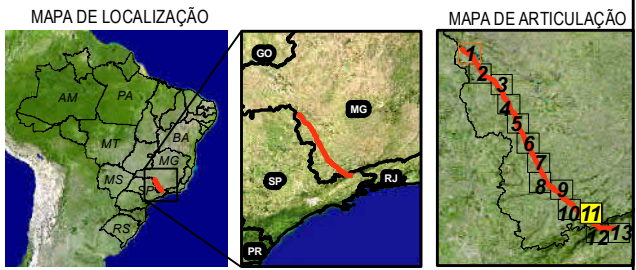 MAPA DE LOCALIZAÇÃO
AM
PA
MT
BA
MG
MS
SP
RS
GO
MG
SP
RJ
PR
MAPA DE ARTICULAÇÃO
1
2
3
4
5
6
7
8
9
10
11
12
13